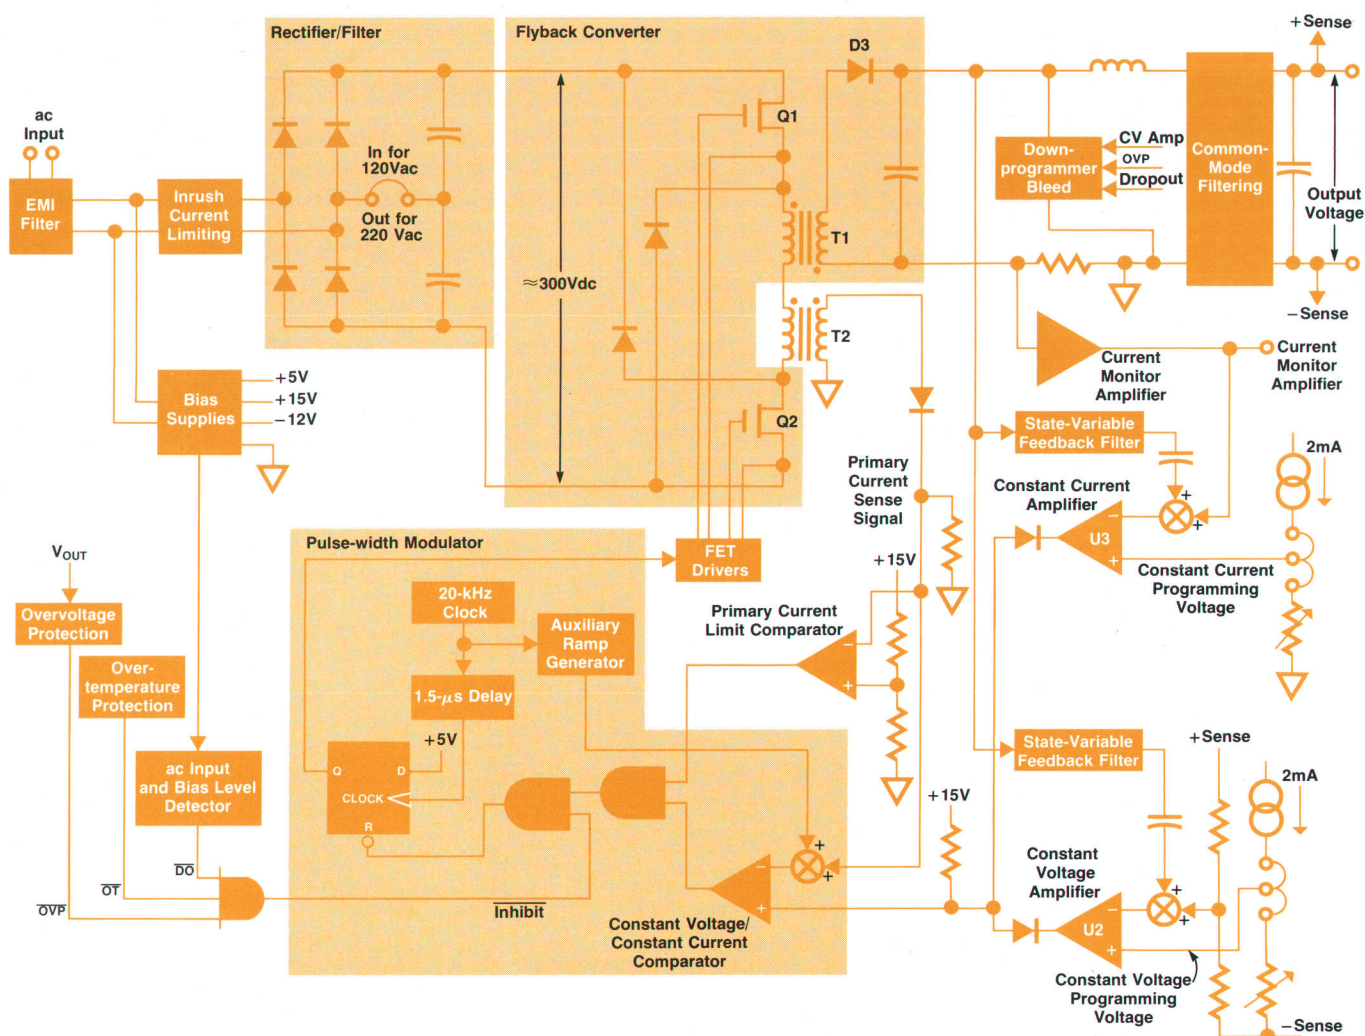 Rectifier/Filter
Flyback Converter
+Sense
D3
ac
Input
Q1
EMI
Filter
Inrush
Current
Limiting
In for
120Vac
Out for
220 Vac
≈300Vdc
T1
T2
Q2
Down-
programmer
Bleed
CV Amp
OVP
Dropout
Common-
Mode
Filtering
Output
Voltage
−Sense
Current
Monitor
Amplifier
Current
Monitor
Amplifier
Bias
Supplies
+5V
+15V
−12V
State-Variable
Feedback Filter
2mA
Primary
Current
Sense
Signal
Constant Current
Amplifier
+
+
−
U3
+
Constant Current
Programming
Voltage
Pulse-width Modulator
FET
Drivers
+15V
VOUT
Overvoltage
Protection
Over-
temperature
Protection
20-kHz
Clock
Auxiliary
Ramp
Generator
1.5-μs Delay
Primary Current
Limit Comparator
−
+
+5V
Q
D
CLOCK
R
ac Input
and Bias Level
Detector
State-Variable
Feedback Filter
+Sense
2mA
+15V
D̅O̅
O̅T̅
O̅V̅P̅
I̅n̅h̅i̅b̅i̅t̅
+
+
−
+
Constant Voltage/
Constant Current
Comparator
Constant
Voltage
Amplifier
+
+
−
U2
+
Constant Voltage
Programming
Voltage
−Sense